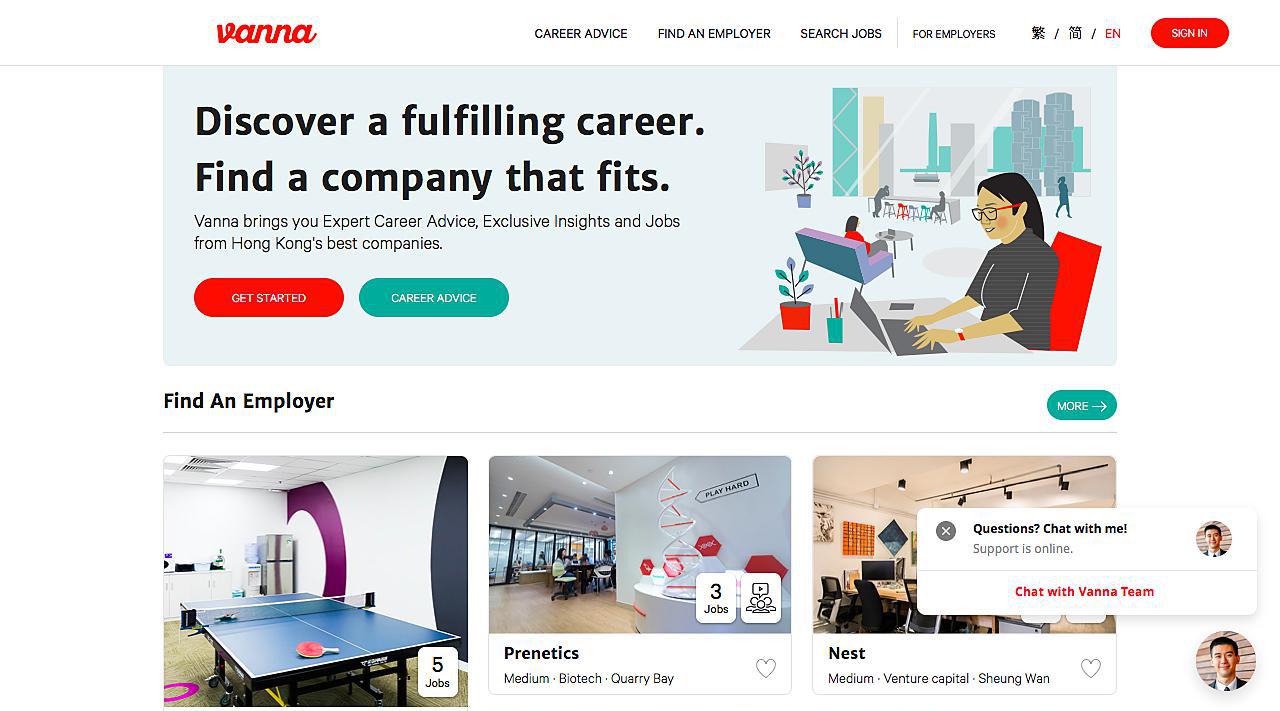 vanna
CAREER ADVICE
FIND AN EMPLOYER
SEARCH JOBS
FOR EMPLOYERS
繁 / 简 / EN
SIGN IN
Discover a fulfilling career.
Find a company that fits.
Vanna brings you Expert Career Advice, Exclusive Insights and Jobs
from Hong Kong's best companies.
GET STARTED
CAREER ADVICE
Find An Employer
MORE
5
Jobs
PLAY HARD
3
Jobs
Prenetics
Medium · Biotech · Quarry Bay
Nest
Medium · Venture capital · Sheung Wan
Questions? Chat with me!
Support is online.
Chat with Vanna Team